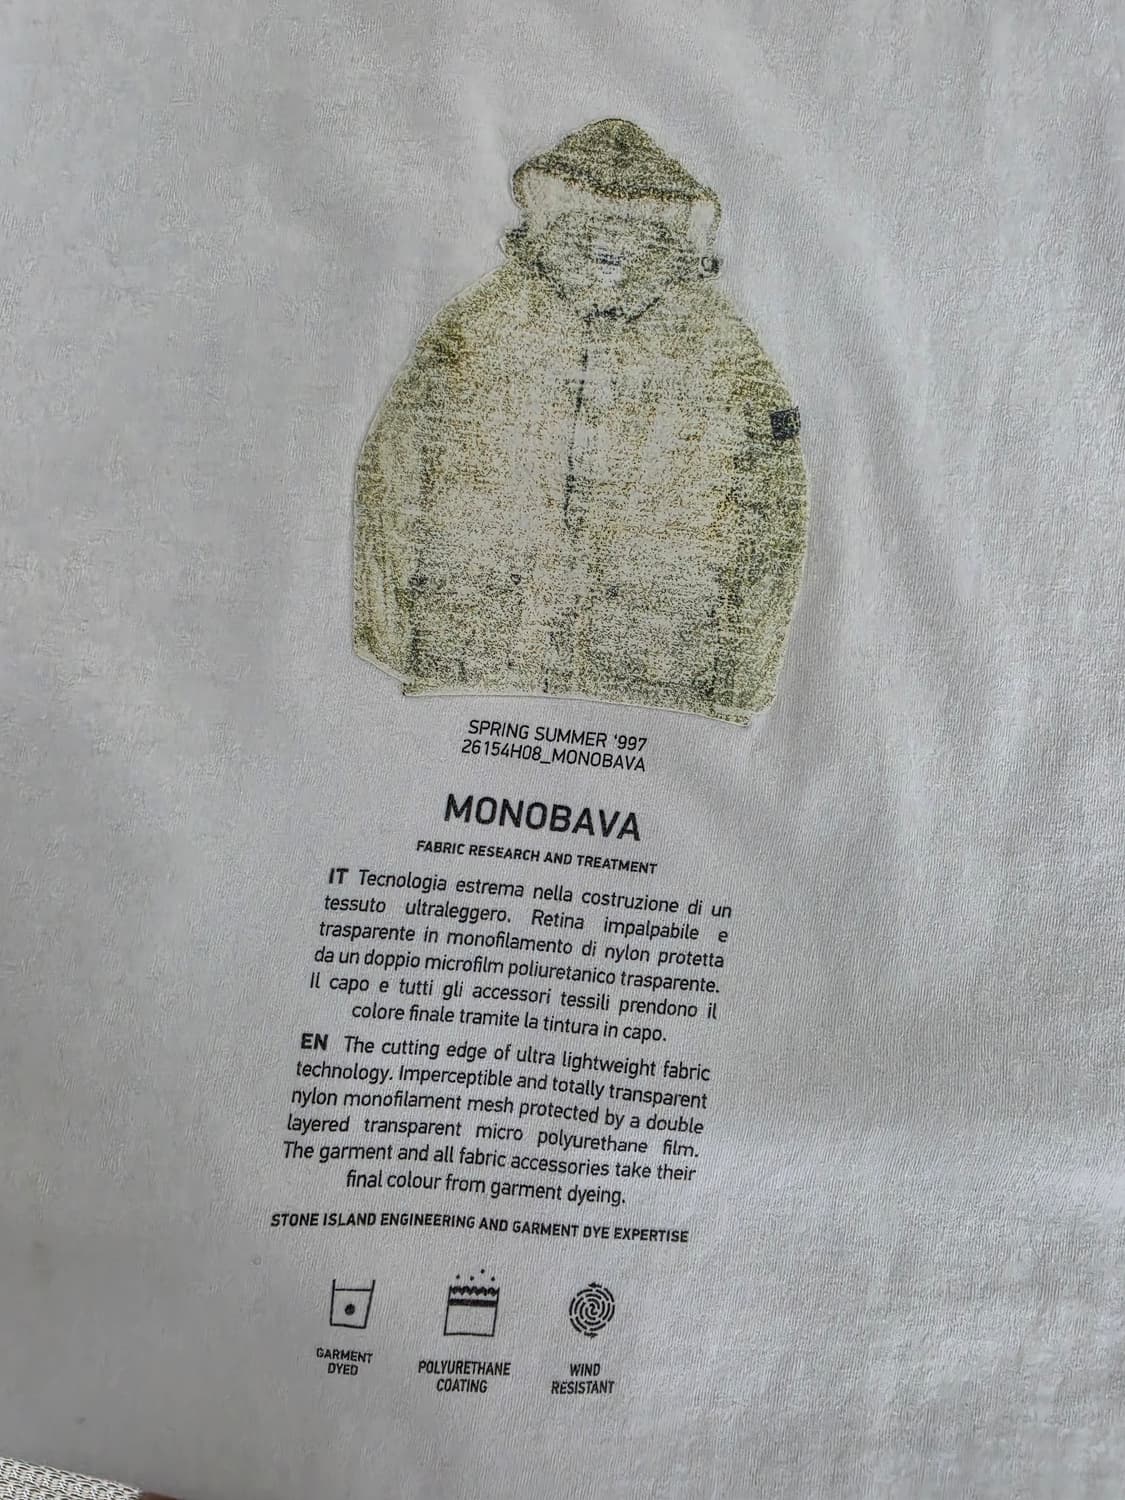 SPRING SUMMER '997
26154H08_MONOBAVA
MONOBAVA
FABRIC RESEARCH AND TREATMENT
IT Tecnologia estrema nella costruzione di un
tessuto ultraleggero. Retina impalpabile e
trasparente in monofilamento di nylon protetta
da un doppio microfilm poliuretanico trasparente.
Il capo e tutti gli accessori tessili prendono il
colore finale tramite la tintura in capo.
EN The cutting edge of ultra lightweight fabric
technology. Imperceptible and totally transparent
nylon monofilament mesh protected by a double
layered transparent micro polyurethane film.
The garment and all fabric accessories take their
final colour from garment dyeing.
STONE ISLAND ENGINEERING AND GARMENT DYE EXPERTISE
GARMENT
DYED
POLYURETHANE
COATING
WIND
RESISTANT